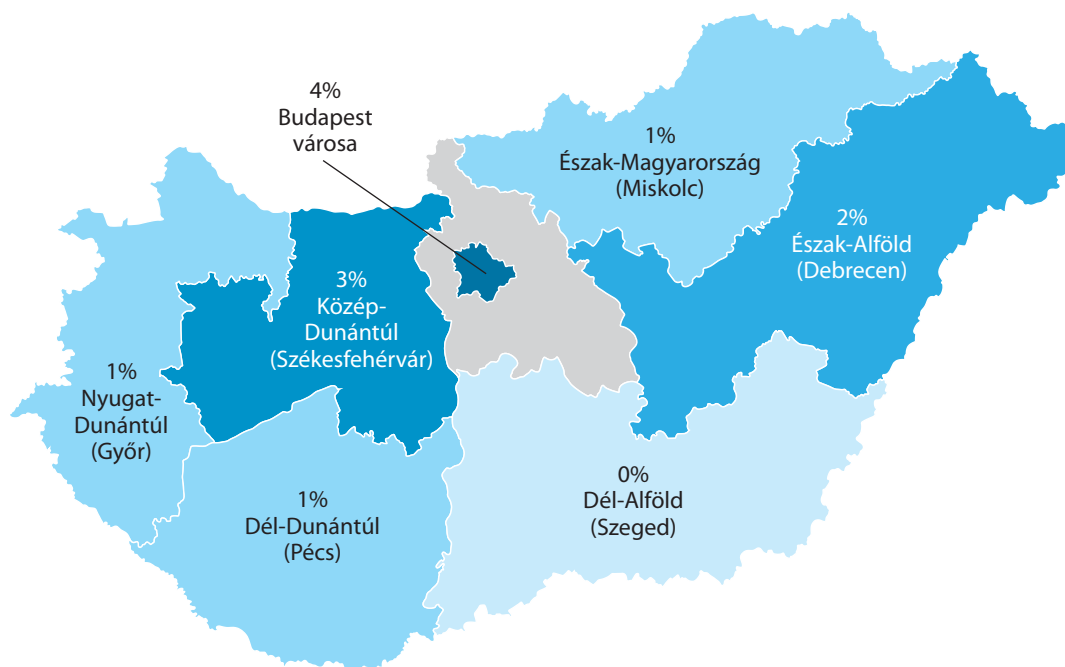 4%
Budapest
városa
1%
Észak-Magyarország
(Miskolc)
2%
Észak-Alföld
(Debrecen)
3%
Közép-
Dunántúl
(Székesfehérvár)
1%
Nyugat-
Dunántúl
(Győr)
1%
Dél-Dunántúl
(Pécs)
0%
Dél-Alföld
(Szeged)